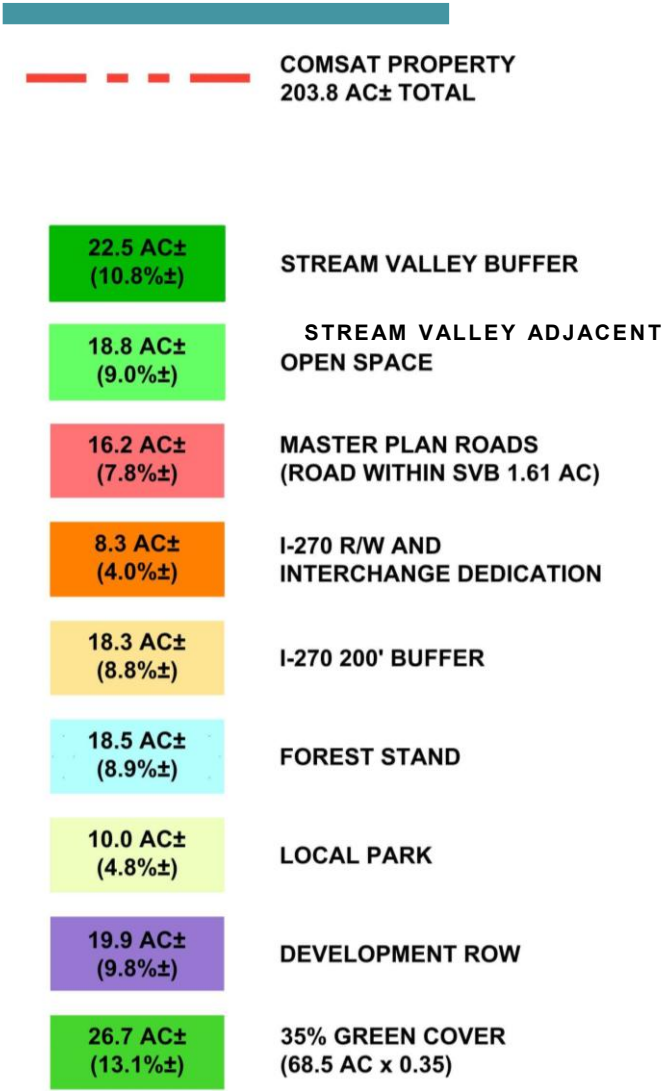 COMSAT PROPERTY
203.8 AC± TOTAL
22.5 AC±
(10.8%±)
STREAM VALLEY BUFFER
18.8 AC±
(9.0%±)
STREAM VALLEY ADJACENT
OPEN SPACE
16.2 AC±
(7.8%±)
MASTER PLAN ROADS
(ROAD WITHIN SVB 1.61 AC)
8.3 AC±
(4.0%±)
I-270 R/W AND
INTERCHANGE DEDICATION
18.3 AC±
(8.8%±)
I-270 200' BUFFER
18.5 AC±
(8.9%±)
FOREST STAND
10.0 AC±
(4.8%±)
LOCAL PARK
19.9 AC±
(9.8%±)
DEVELOPMENT ROW
26.7 AC±
(13.1%±)
35% GREEN COVER
(68.5 AC x 0.35)